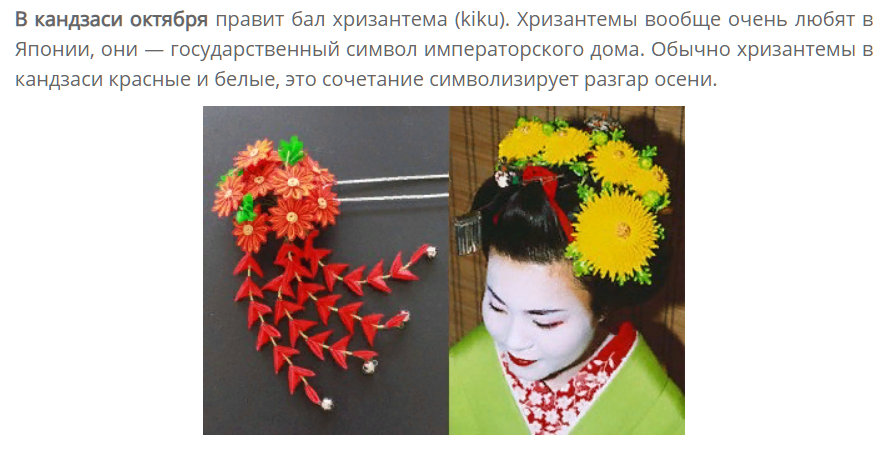 В кандзаси октября правит бал хризантема (kiku). Хризантемы вообще очень любят в
Японии, они — государственный символ императорского дома. Обычно хризантемы в
кандзаси красные и белые, это сочетание символизирует разгар осени.